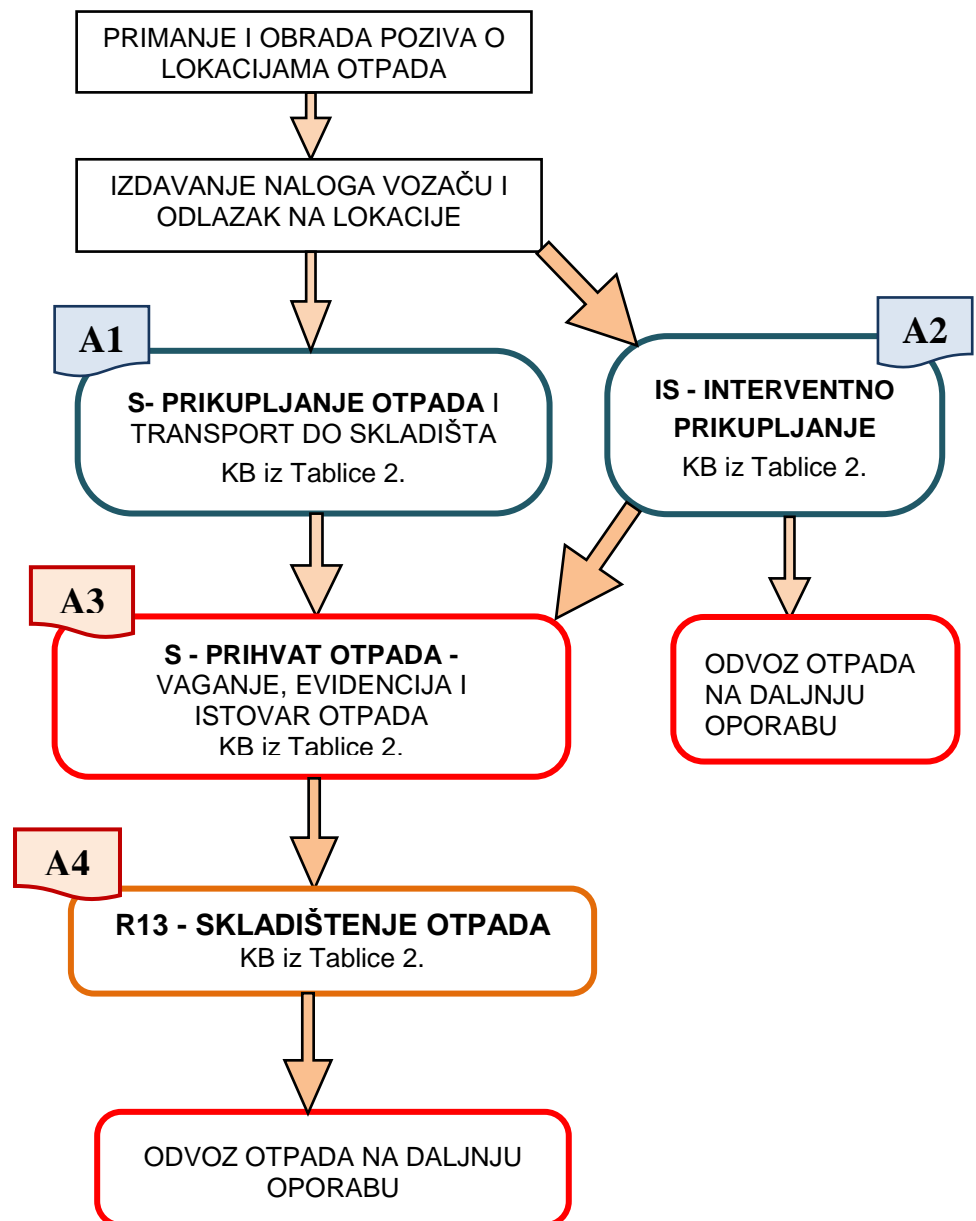 PRIMANJE I OBRADA POZIVA O
LOKACIJAMA OTPADA
IZDAVANJE NALOGA VOZAČU I
ODLAZAK NA LOKACIJE
A1
S- PRIKUPLJANJE OTPADA I
TRANSPORT DO SKLADIŠTA
KB iz Tablice 2.
A2
IS - INTERVENTNO
PRIKUPLJANJE
KB iz Tablice 2.
A3
S - PRIHVAT OTPADA -
VAGANJE, EVIDENCIJA I
ISTOVAR OTPADA
KB iz Tablice 2.
ODVOZ OTPADA
NA DALJNJU
OPORABU
A4
R13 - SKLADIŠTENJE OTPADA
KB iz Tablice 2.
ODVOZ OTPADA NA DALJNJU
OPORABU